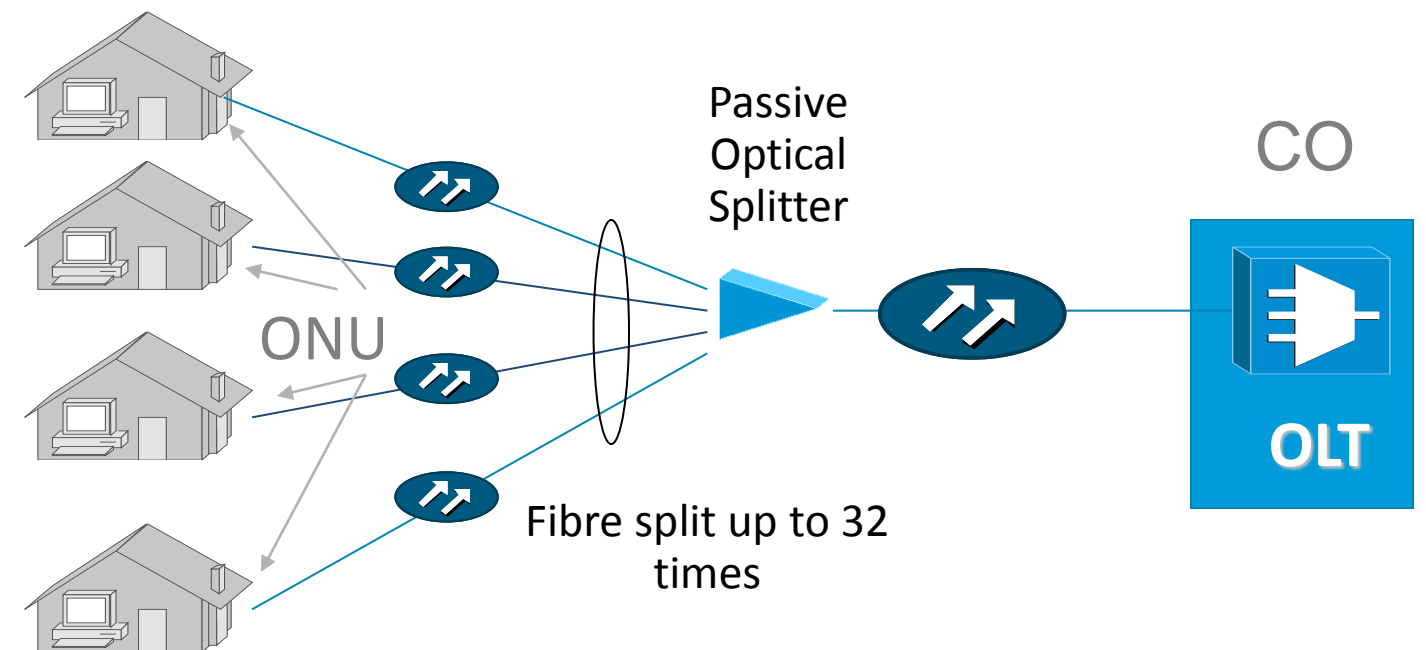 Passive
Optical
Splitter
CO
ONU
OLT
Fibre split up to 32
times